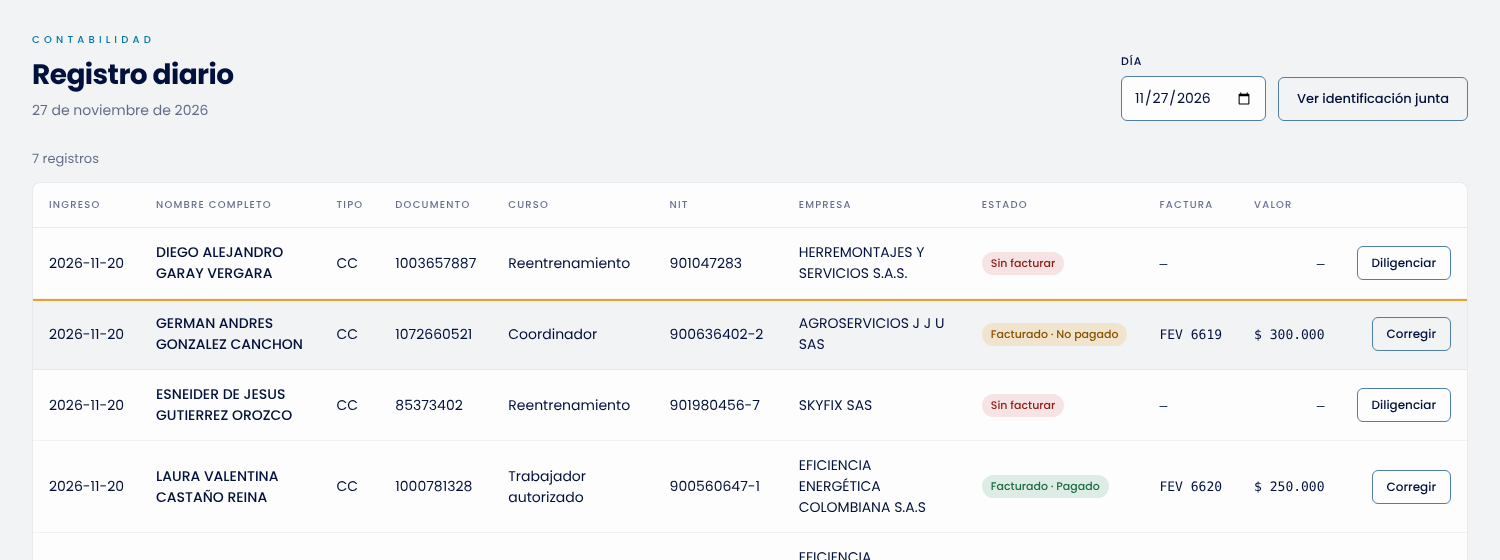 CONTABILIDAD
Registro diario
27 de noviembre de 2026
DÍA
11/27/2026
Ver identificación junta
7 registros
INGRESO NOMBRE COMPLETO TIPO DOCUMENTO CURSO NIT EMPRESA ESTADO FACTURA VALOR
2026-11-20 DIEGO ALEJANDRO GARAY VERGARA CC 1003657887 Reentrenamiento 901047283 HERREMONTAJES Y SERVICIOS S.A.S. Sin facturar – – Diligenciar
2026-11-20 GERMAN ANDRES GONZALEZ CANCHON CC 1072660521 Coordinador 900636402-2 AGROSERVICIOS J J U SAS Facturado · No pagado FEV 6619 $ 300.000 Corregir
2026-11-20 ESNEIDER DE JESUS GUTIERREZ OROZCO CC 85373402 Reentrenamiento 901980456-7 SKYFIX SAS Sin facturar – – Diligenciar
2026-11-20 LAURA VALENTINA CASTAÑO REINA CC 1000781328 Trabajador autorizado 900560647-1 EFICIENCIA ENERGÉTICA COLOMBIANA S.A.S Facturado · Pagado FEV 6620 $ 250.000 Corregir
EFICIENCIA